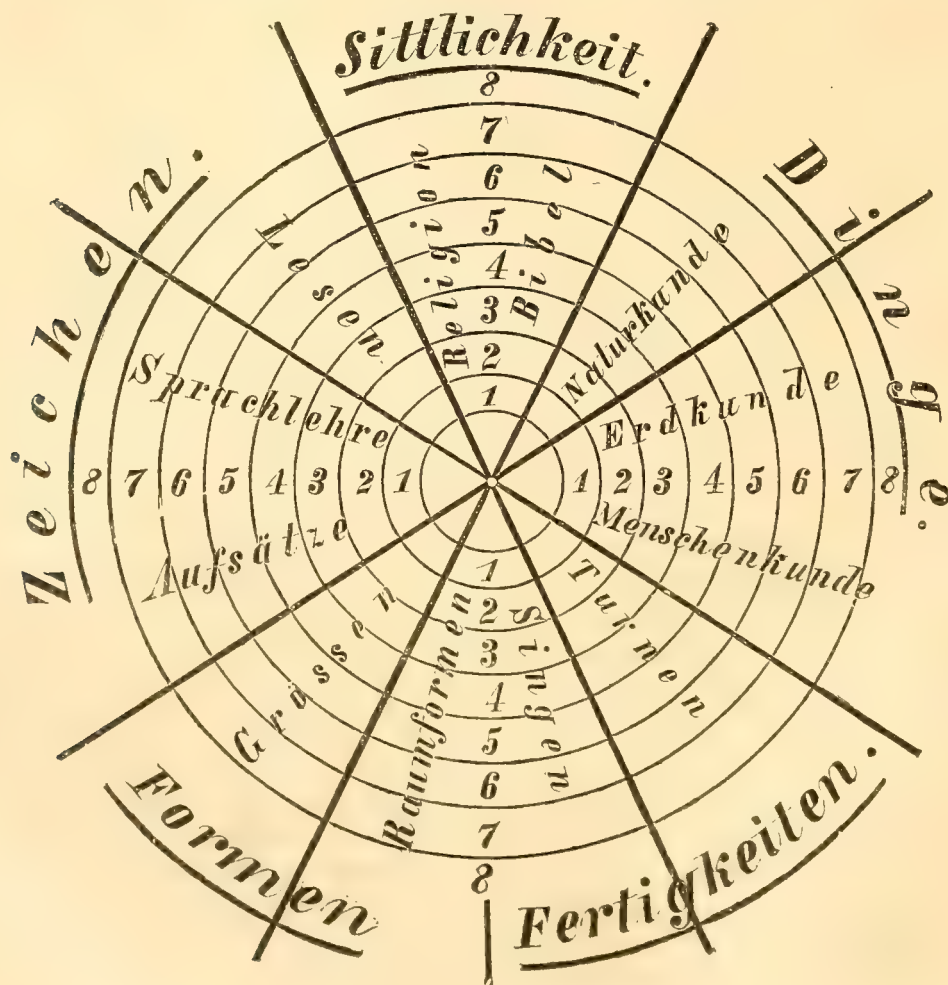 Sittlichkeit.
Dinge.
Fertigkeiten.
Formen
Zeichen.
Religion
Bibel
Naturkunde
Erdkunde
Menschenkunde
Turnen
Singen
Raumformen
Grössen
Aufsätze
Sprachlehre
Lesen
8
7
6
5
4
3
2
1
1 2 3 4 5 6 7 8
1
2
3
4
5
6
7
8
8 7 6 5 4 3 2 1